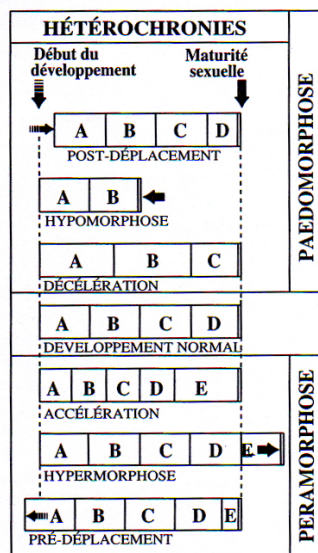 HÉTÉROCHRONIES
Début du
développement
Maturité
sexuelle
A B C D
POST-DÉPLACEMENT
A B
HYPOMORPHOSE
A B C
DÉCÉLÉRATION
PAEDOMORPHOSE
A B C D
DEVELOPPEMENT NORMAL
A B C D E
ACCÉLÉRATION
A B C D E
HYPERMORPHOSE
A B C D E
PRÉ-DÉPLACEMENT
PERAMORPHOSE